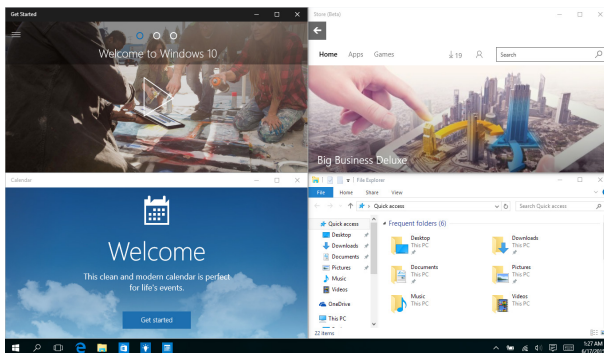 Get Started
Welcome to Windows 10
Store (Beta)
Home Apps Games
19
Search
Big Business Deluxe
Calendar
Welcome
This clean and modern calendar is perfect
for life's events.
Get started
File Explorer
File Home Share View
Quick access
Search Quick access
Quick access
Desktop
Downloads
Documents
Pictures
Music
Videos
OneDrive
This PC
22 items
Frequent folders (6)
Desktop
This PC
Downloads
This PC
Documents
This PC
Pictures
This PC
Music
This PC
Videos
This PC
1:27 AM